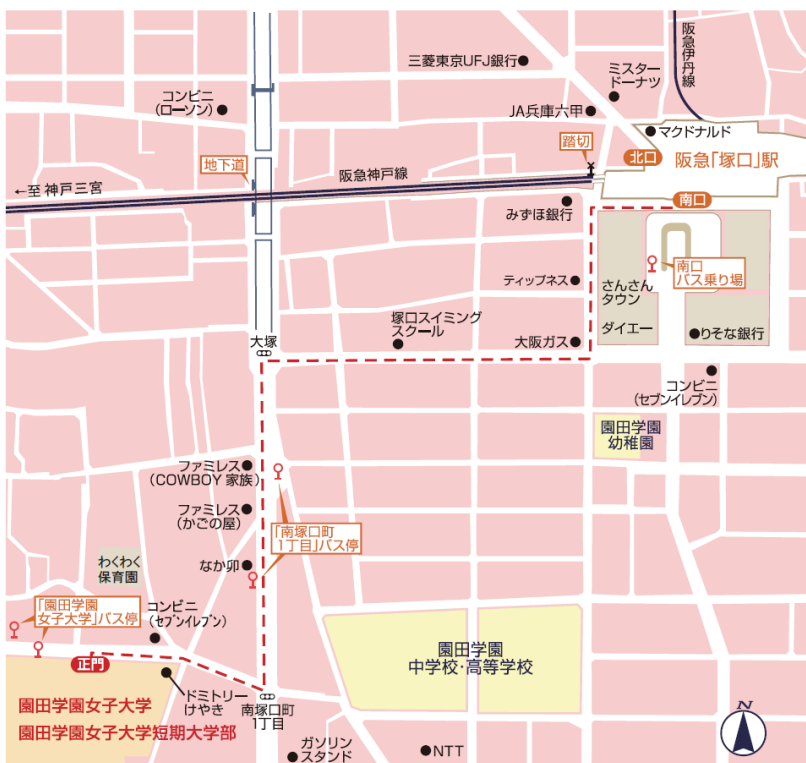 阪急伊丹線
三菱東京UFJ銀行
ミスター
ドーナツ
コンビニ
(ローソン)
JA兵庫六甲
マクドナルド
踏切
北口
阪急「塚口」駅
地下道
阪急神戸線
←至 神戸三宮
南口
みずほ銀行
南口
バス乗り場
ティップネス
さんさん
タウン
塚口スイミング
スクール
ダイエー
りそな銀行
大塚
大阪ガス
コンビニ
(セブンイレブン)
園田学園
幼稚園
ファミレス
(COWBOY 家族)
ファミレス
(かごの屋)
「南塚口町
1丁目」バス停
わくわく
保育園
なか卯
「園田学園
女子大学」バス停
コンビニ
(セブンイレブン)
園田学園
中学校・高等学校
正門
ドミトリー
けやき
園田学園女子大学
園田学園女子大学短期大学部
南塚口町
1丁目
ガソリン
スタンド
NTT
N